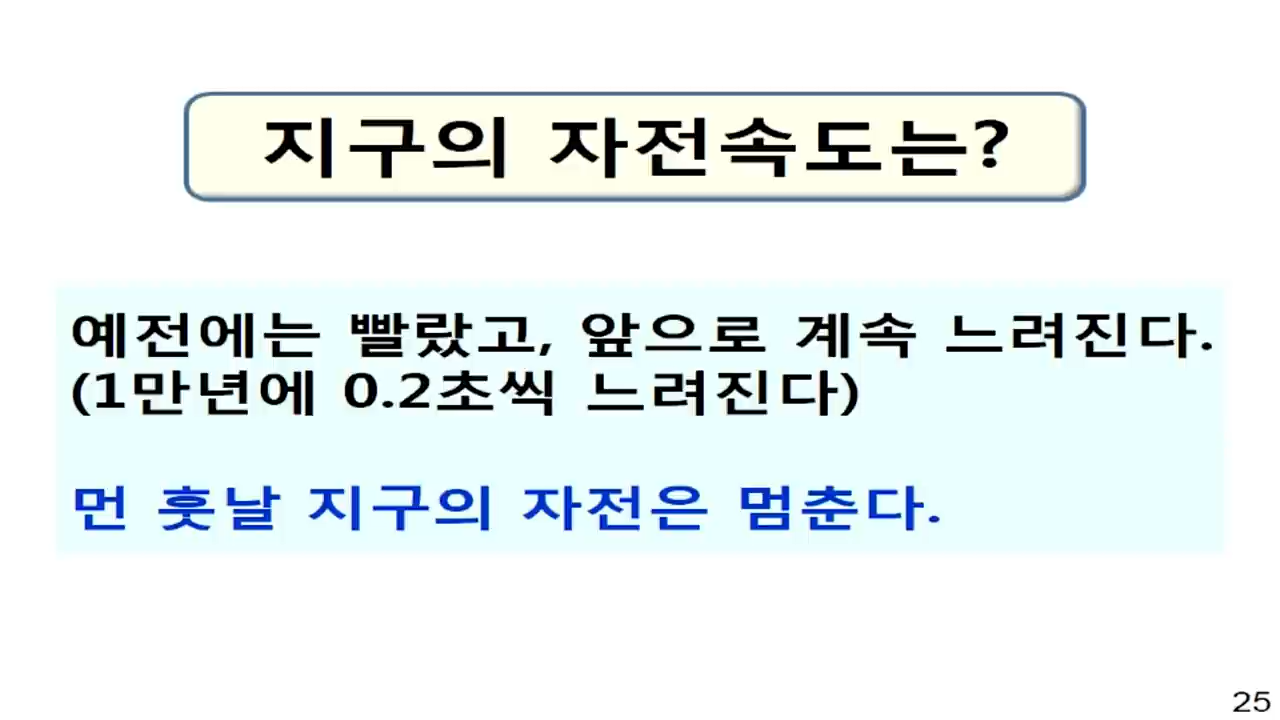 지구의 자전속도는?
예전에는 빨랐고, 앞으로 계속 느려진다.
(1만년에 0.2초씩 느려진다)
먼 훗날 지구의 자전은 멈춘다.
25